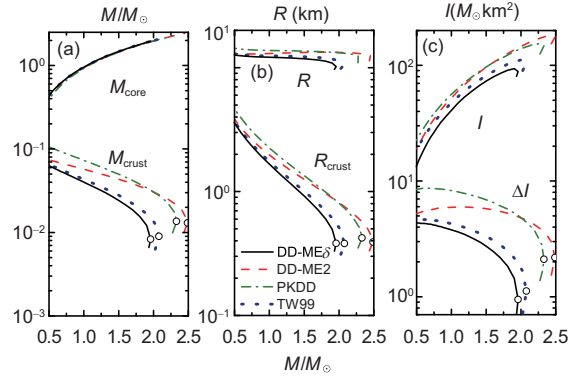 M/M⊙ R (km) I(M⊙ km²)
(a) (b) (c)
10² 10¹ 10²
10¹
10⁰
10⁻¹
10⁻²
10⁻³
10⁰
10⁻¹
10¹
10⁰
M_core
M_crust
R
R_crust
I
ΔI
DD-MEδ
DD-ME2
PKDD
TW99
0.5 1.0 1.5 2.0 2.5 0.5 1.0 1.5 2.0 2.5 0.5 1.0 1.5 2.0 2.5
M/M⊙